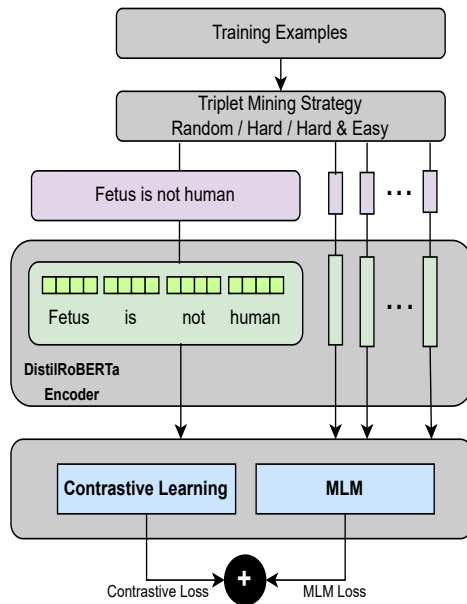 Training Examples
Triplet Mining Strategy
Random / Hard / Hard & Easy
Fetus is not human
...
Fetus is not human
...
DistilRoBERTa
Encoder
Contrastive Learning
MLM
+
Contrastive Loss
MLM Loss